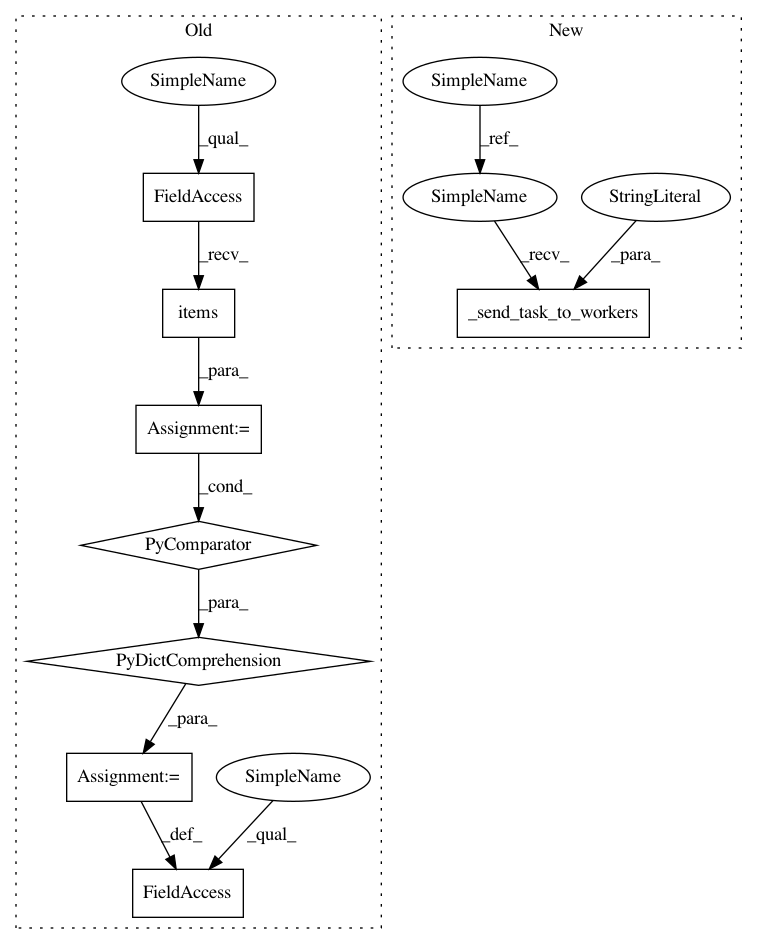 Old
New
SimpleName
SimpleName
_qual_
_ref_
FieldAccess
SimpleName
StringLiteral
_recv_
_recv_
_para_
items
_send_task_to_workers
_para_
Assignment:=
_cond_
PyComparator
_para_
PyDictComprehension
_para_
Assignment:=
SimpleName
_def_
_qual_
FieldAccess